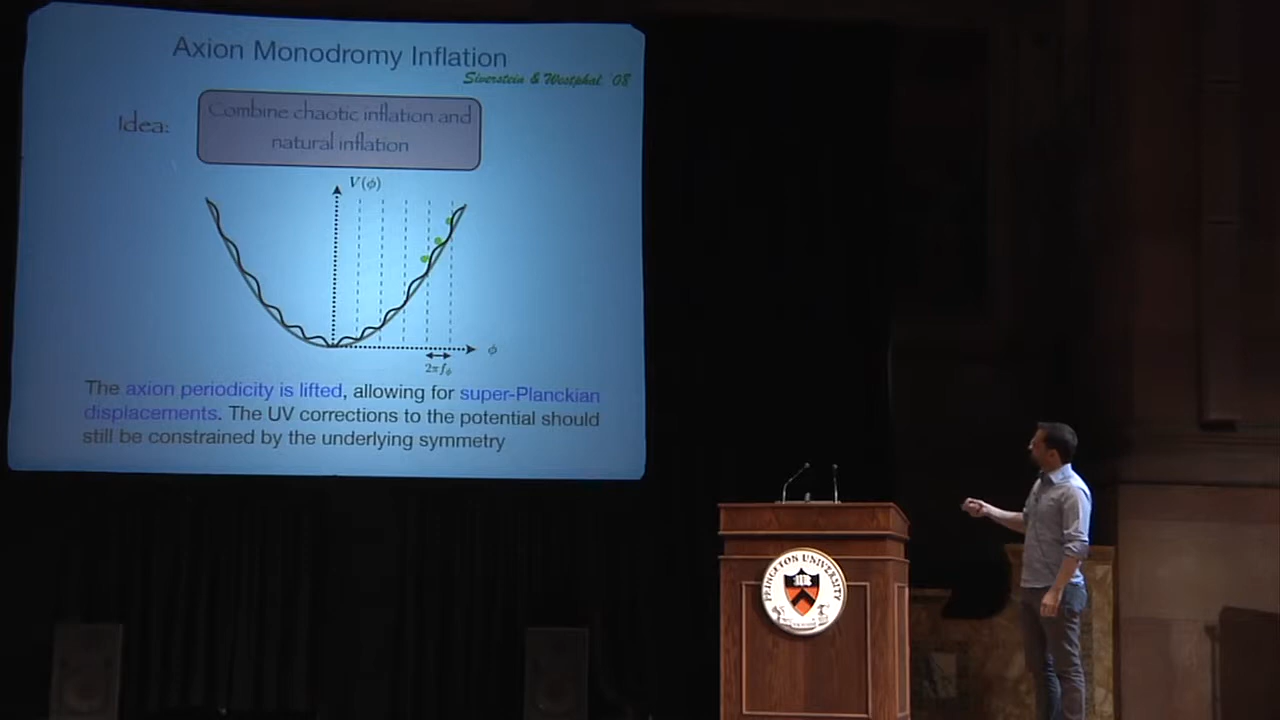 Axion Monodromy Inflation
Silverstein & Westphal, '08
Idea:
Combine chaotic inflation and
natural inflation
V(ϕ)
ϕ
2πfϕ
The axion periodicity is lifted, allowing for super-Planckian
displacements. The UV corrections to the potential should
still be constrained by the underlying symmetry
PRINCETON UNIVERSITY